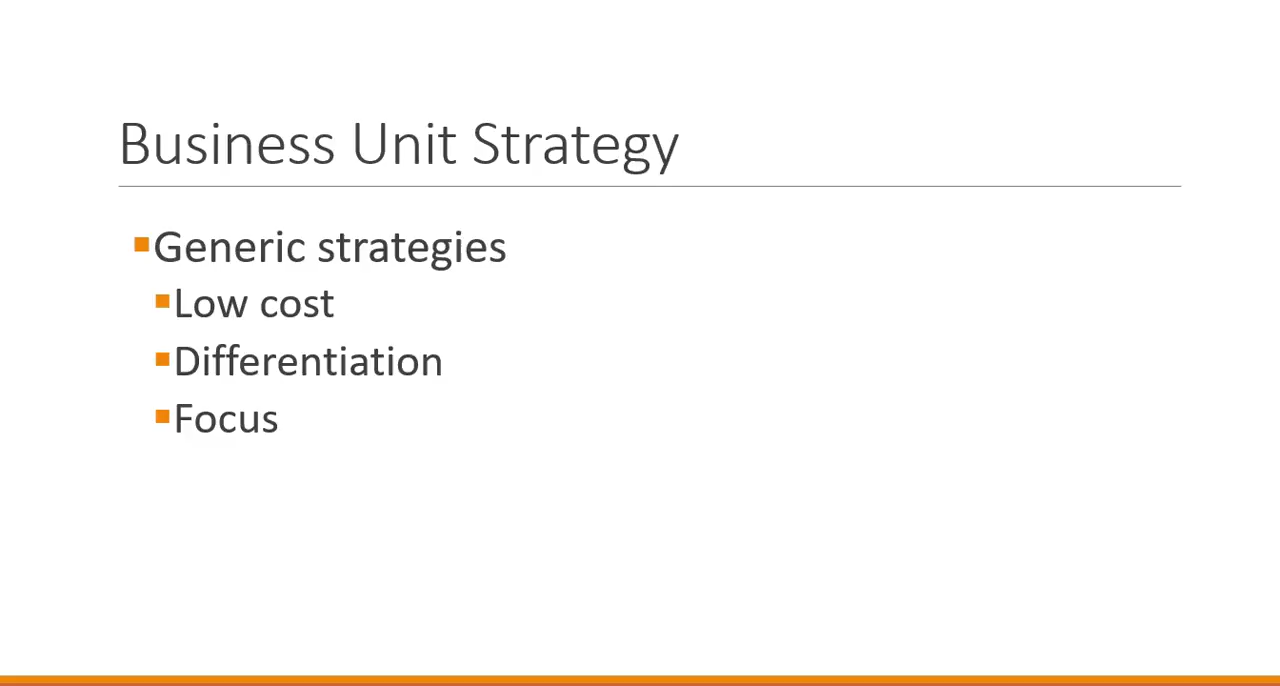 Business Unit Strategy
Generic strategies
Low cost
Differentiation
Focus